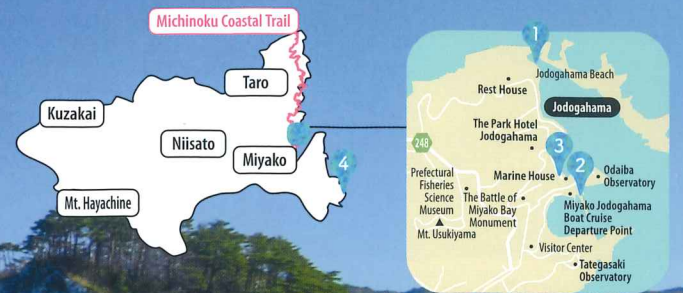 Michinoku Coastal Trail
Taro
Kuzakai
Niisato
Miyako
4
Mt. Hayachine
1
Jodogahama Beach
Rest House
Jodogahama
The Park Hotel
Jodogahama
248
3
2
Prefectural
Fisheries
Science
Museum
Marine House
Odaiba
Observatory
The Battle of
Miyako Bay
Monument
Miyako Jodogahama
Boat Cruise
Departure Point
Mt. Usukiyama
Visitor Center
Tategasaki
Observatory